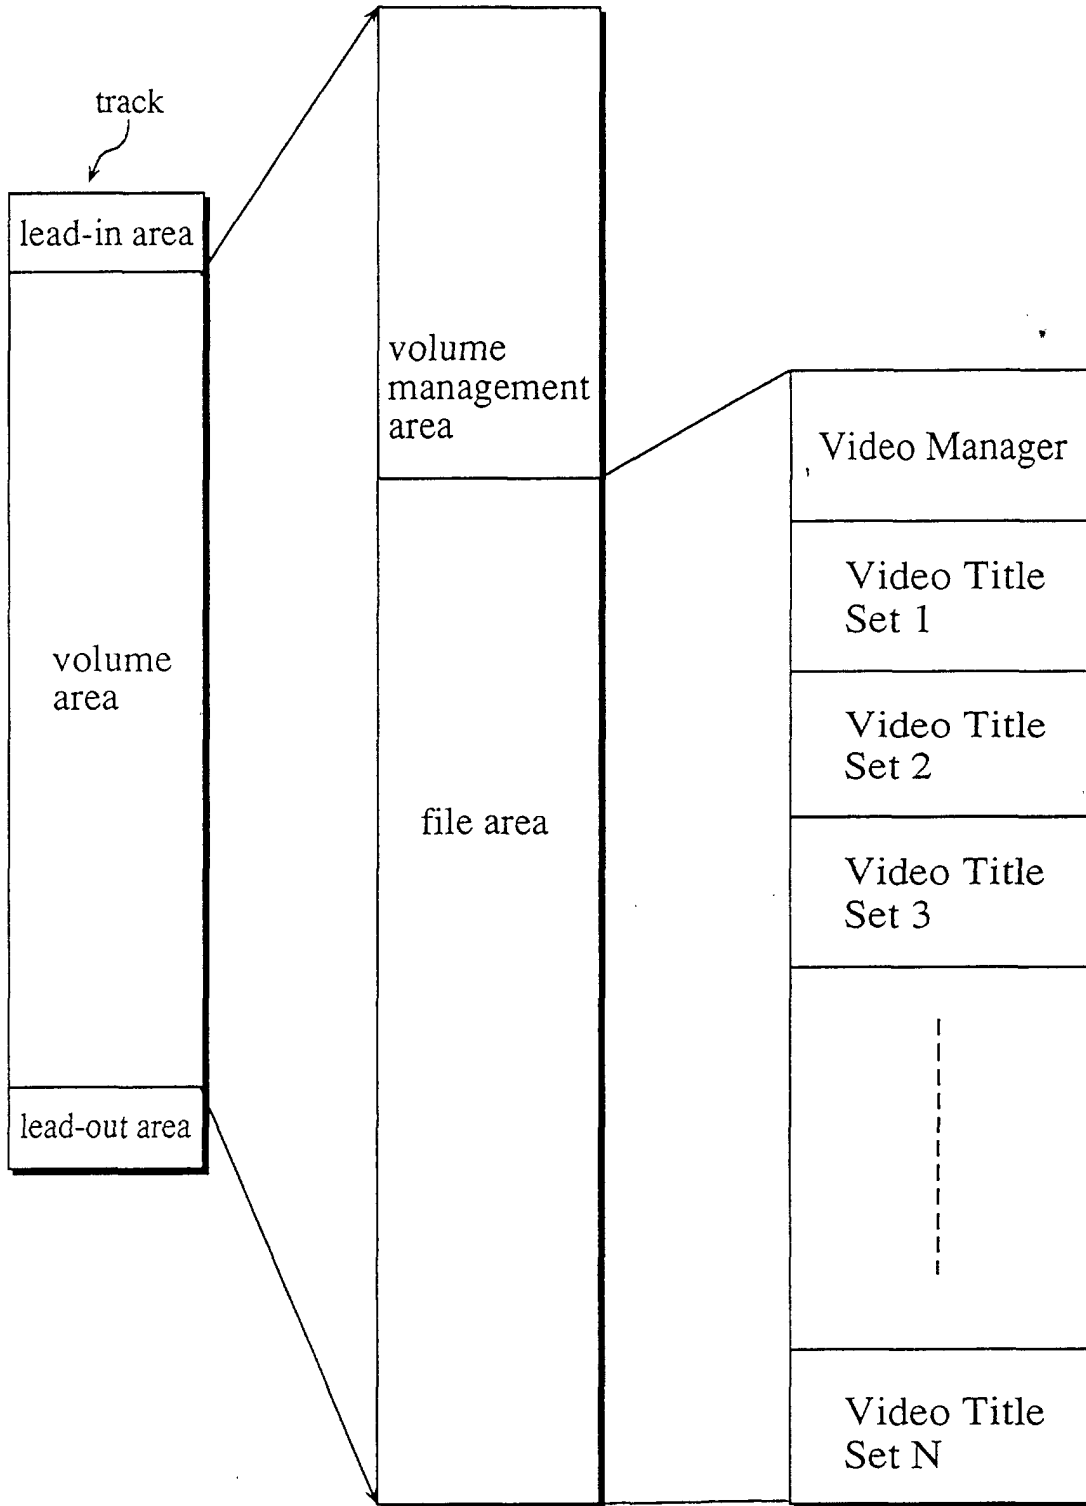 track
lead-in area
volume
area
lead-out area
volume
management
area
file area
Video Manager
Video Title
Set 1
Video Title
Set 2
Video Title
Set 3
Video Title
Set N